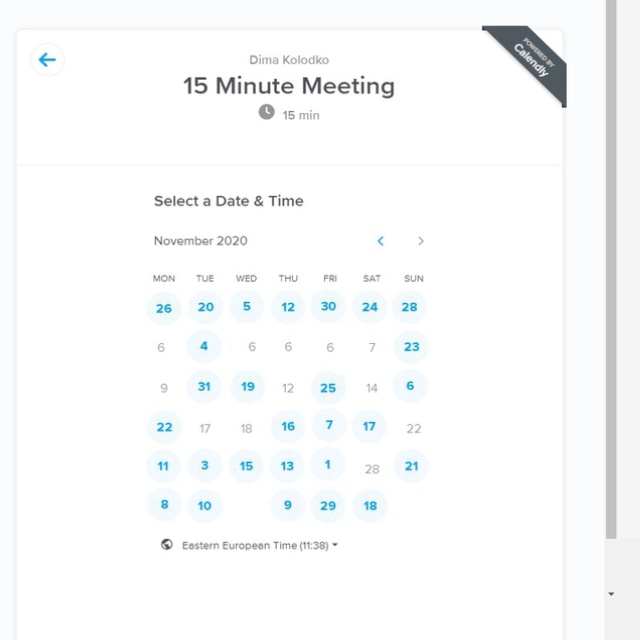 Dima Kolodko
15 Minute Meeting
15 min
POWERED BY
Calendly
Select a Date & Time
November 2020
MON TUE WED THU FRI SAT SUN
26 20 5 12 30 24 28
6 4 6 6 6 7 23
9 31 19 12 25 14 6
22 17 18 16 7 17 22
11 3 15 13 1 28 21
8 10 9 29 18
Eastern European Time (11:38)